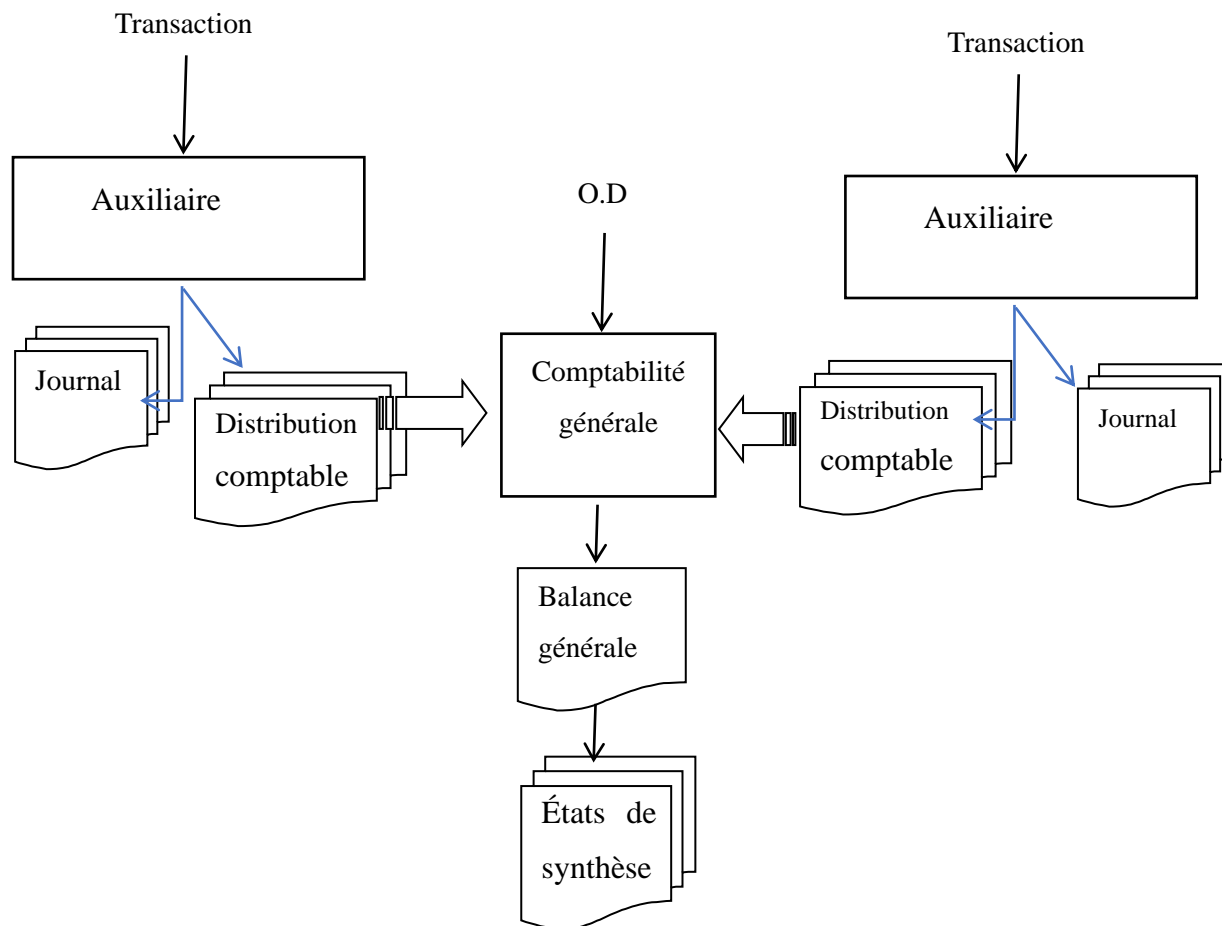 Transaction
Transaction
Auxiliaire
O.D
Auxiliaire
Journal
Distribution
comptable
Comptabilité
générale
Distribution
comptable
Journal
Balance
générale
États de
synthèse